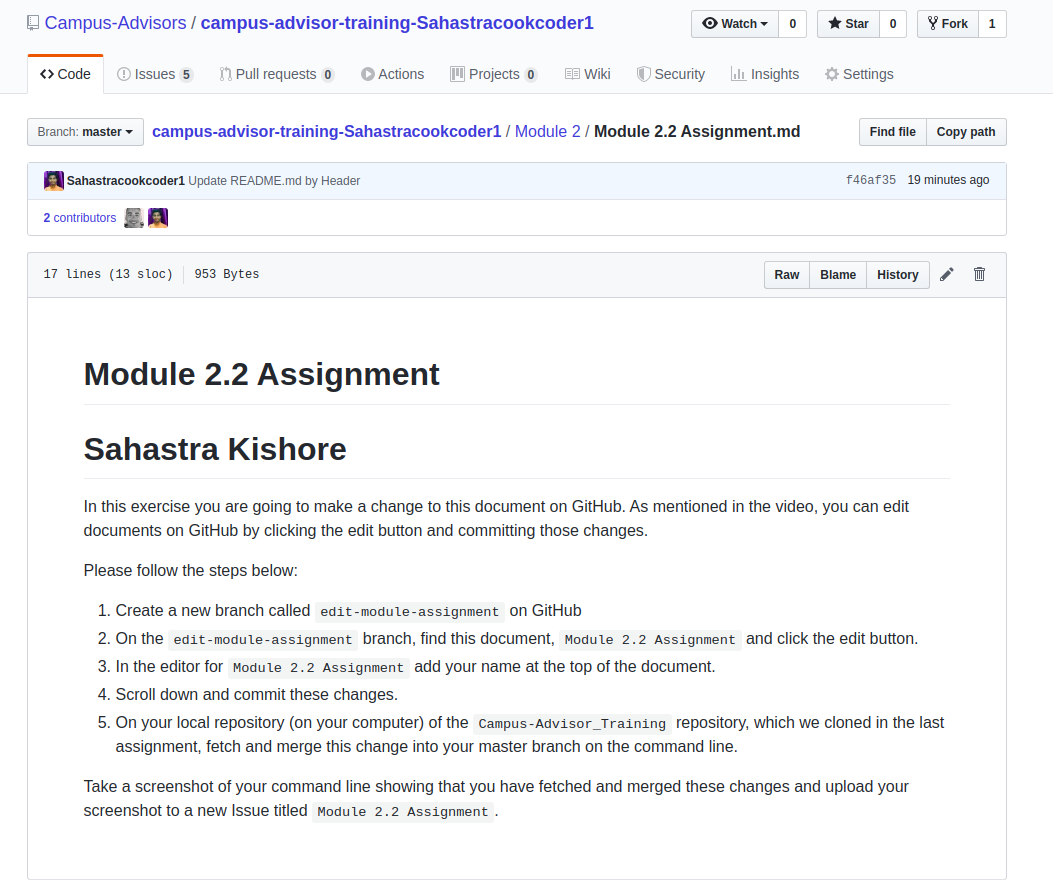 Campus-Advisors / campus-advisor-training-Sahastracookcoder1
Watch 0 Star 0 Fork 1
Code Issues 5 Pull requests 0 Actions Projects 0 Wiki Security Insights Settings
Branch: master campus-advisor-training-Sahastracookcoder1 / Module 2 / Module 2.2 Assignment.md Find file Copy path
Sahastracookcoder1 Update README.md by Header f46af35 19 minutes ago
2 contributors
17 lines (13 sloc) 953 Bytes Raw Blame History
Module 2.2 Assignment
Sahastra Kishore
In this exercise you are going to make a change to this document on GitHub. As mentioned in the video, you can edit
documents on GitHub by clicking the edit button and committing those changes.
Please follow the steps below:
1. Create a new branch called edit-module-assignment on GitHub
2. On the edit-module-assignment branch, find this document, Module 2.2 Assignment and click the edit button.
3. In the editor for Module 2.2 Assignment add your name at the top of the document.
4. Scroll down and commit these changes.
5. On your local repository (on your computer) of the Campus-Advisor_Training repository, which we cloned in the last
assignment, fetch and merge this change into your master branch on the command line.
Take a screenshot of your command line showing that you have fetched and merged these changes and upload your
screenshot to a new Issue titled Module 2.2 Assignment.